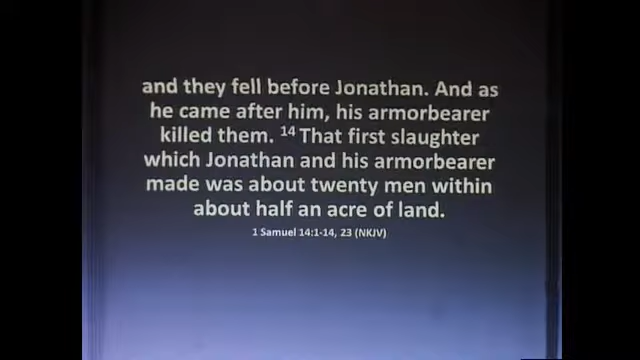 and they fell before Jonathan. And as
he came after him, his armorbearer
killed them. 14 That first slaughter
which Jonathan and his armorbearer
made was about twenty men within
about half an acre of land.
1 Samuel 14:1-14, 23 (NKJV)